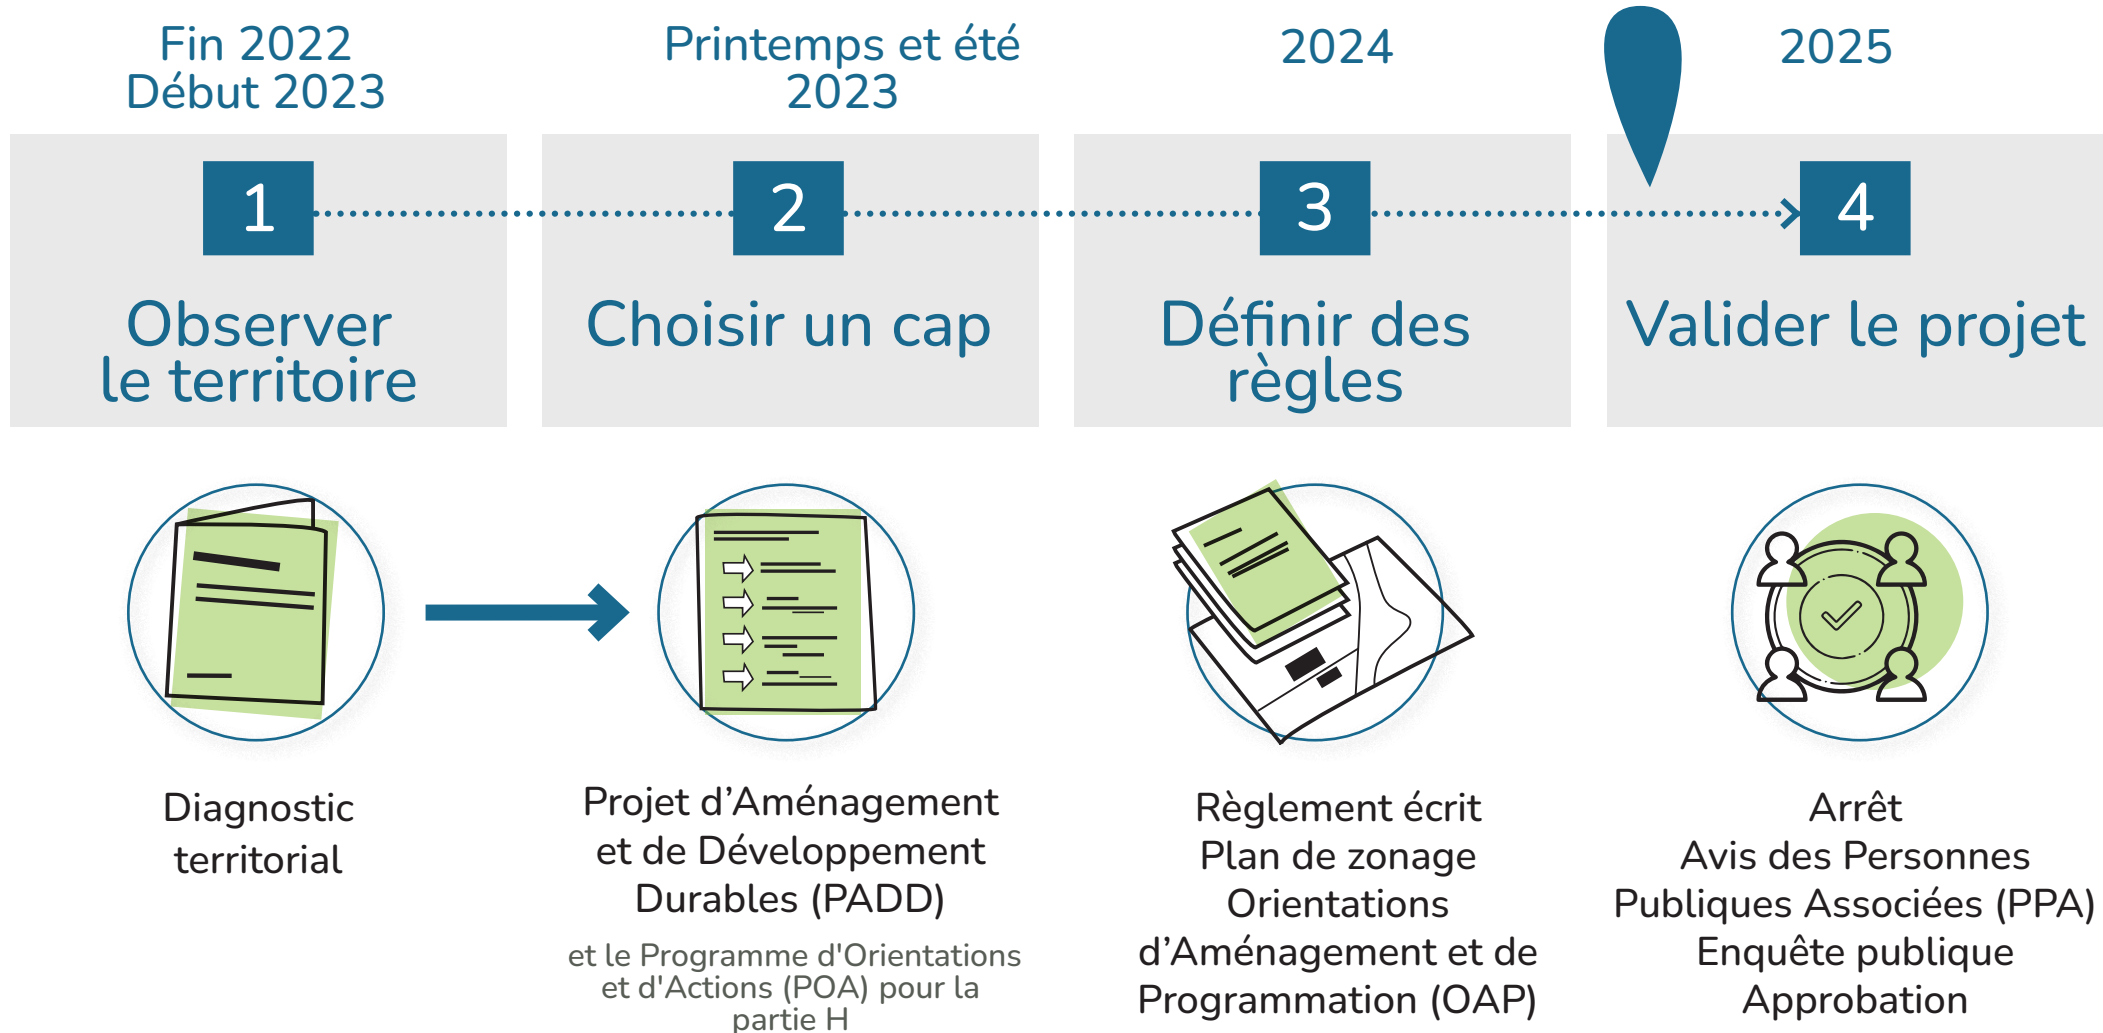 Fin 2022
Début 2023
Printemps et été
2023
2024
2025
1
2
3
4
Observer
le territoire
Choisir un cap
Définir des
règles
Valider le projet
Diagnostic
territorial
Projet d’Aménagement
et de Développement
Durables (PADD)
et le Programme d'Orientations
et d'Actions (POA) pour la
partie H
Règlement écrit
Plan de zonage
Orientations
d’Aménagement et de
Programmation (OAP)
Arrêt
Avis des Personnes
Publiques Associées (PPA)
Enquête publique
Approbation